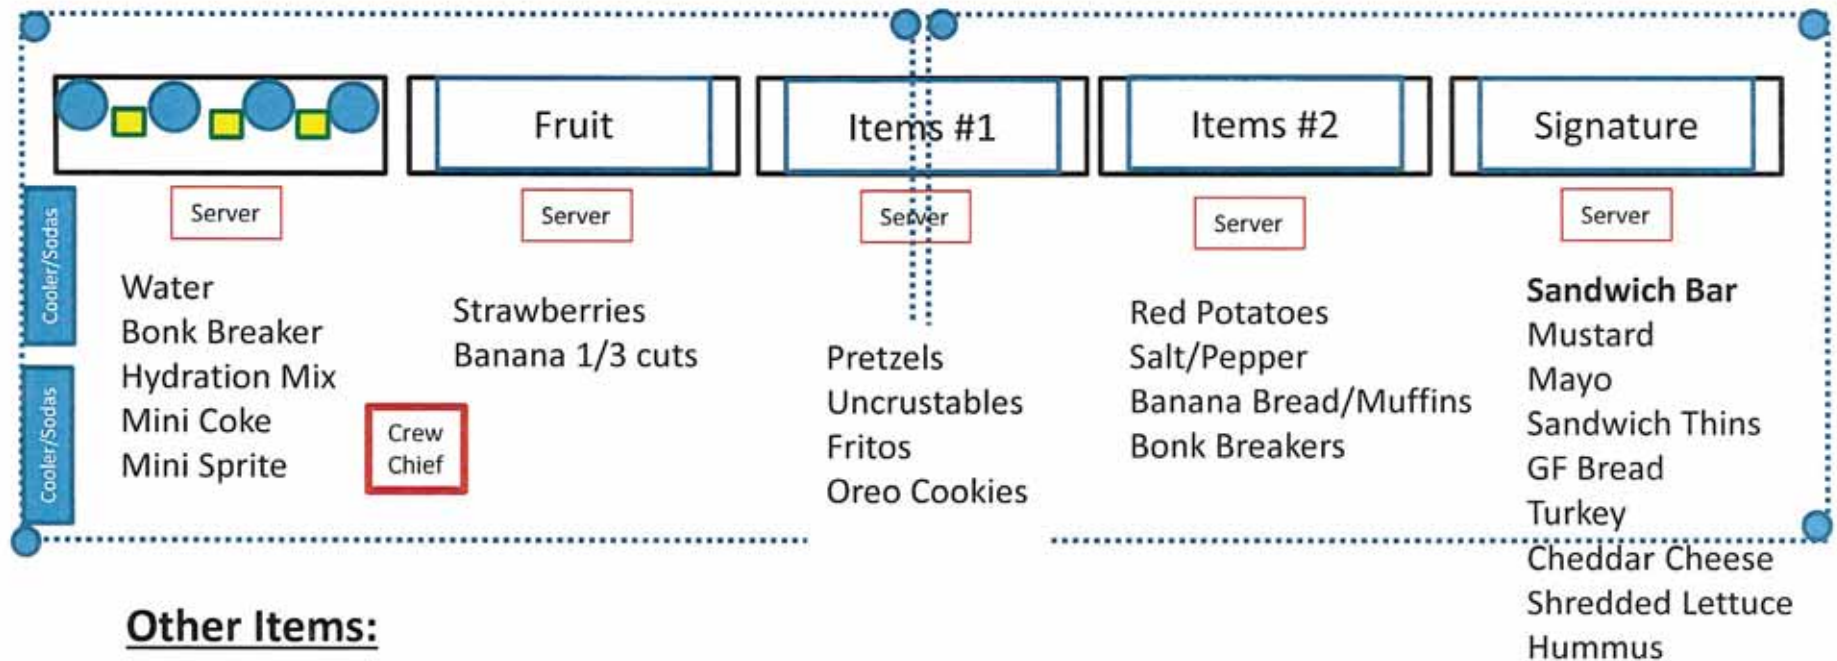 Fruit
Items #1
Items #2
Signature
Server
Server
Server
Server
Server
Cooler/Sodas
Cooler/Sodas
Water
Bonk Breaker
Hydration Mix
Mini Coke
Mini Sprite
Crew
Chief
Strawberries
Banana 1/3 cuts
Pretzels
Uncrustables
Fritos
Oreo Cookies
Red Potatoes
Salt/Pepper
Banana Bread/Muffins
Bonk Breakers
Sandwich Bar
Mustard
Mayo
Sandwich Thins
GF Bread
Turkey
Cheddar Cheese
Shredded Lettuce
Hummus
Other Items: